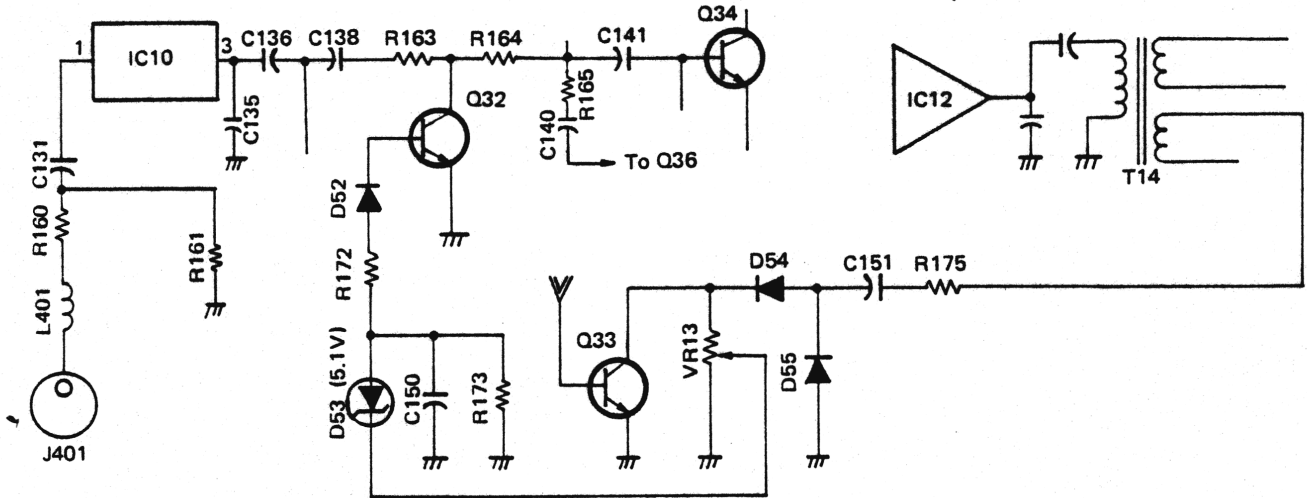 Q34
C136 C138 R163 R164 C141
1 IC10 3
IC12
C135
Q32
R165
C140
To Q36
C131
T14
D52
R160
R161
D54 C151 R175
R172
L401
Q33
VR13
D55
D53 (5.1V)
C150
R173
J401